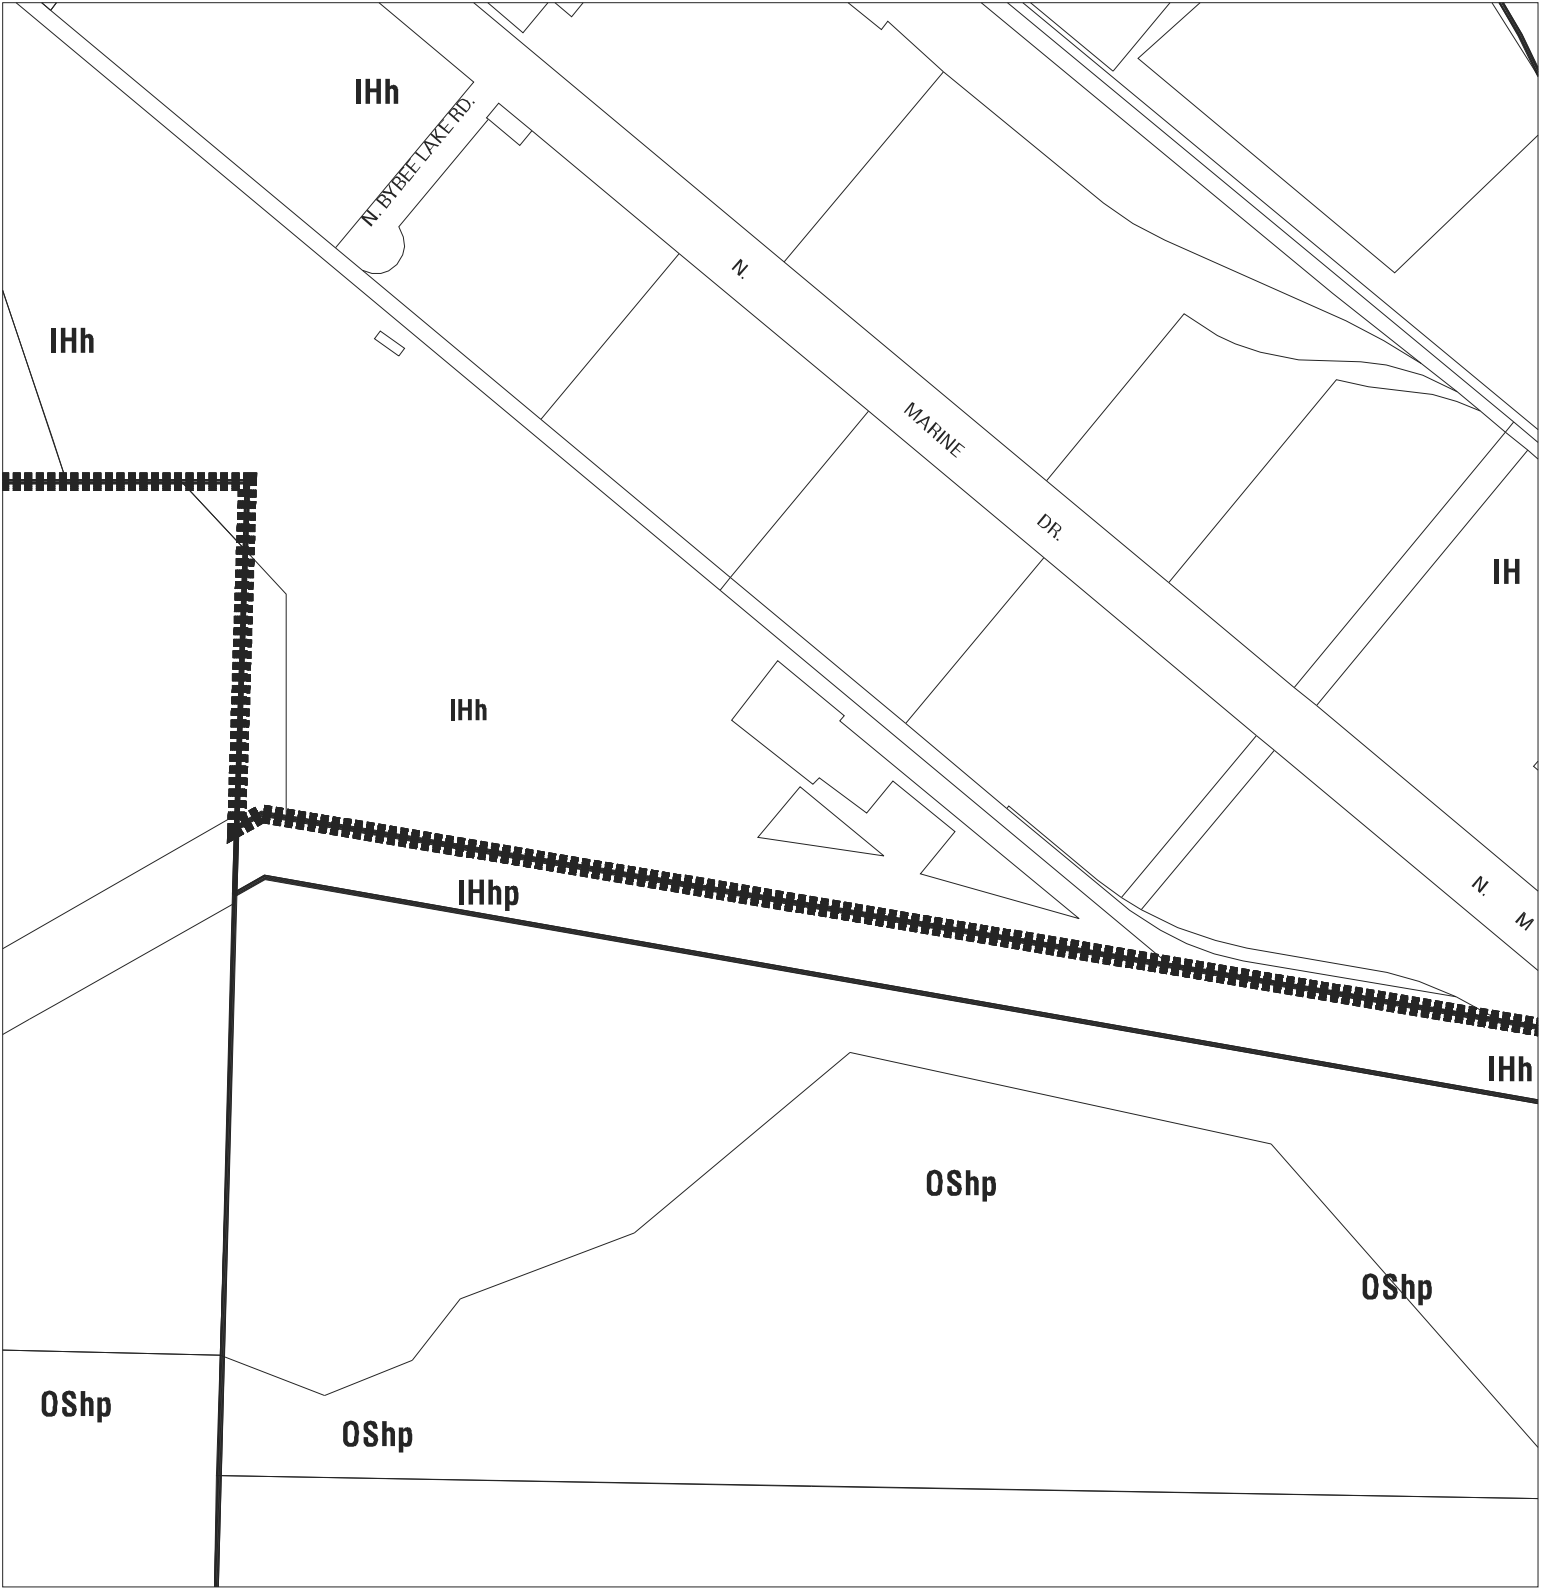 IHh
N. BYBEE LAKE RD.
N.
IHh
MARINE
DR.
IH
IHh
N.
M
IHhp
IHh
OShp
OShp
OShp
OShp